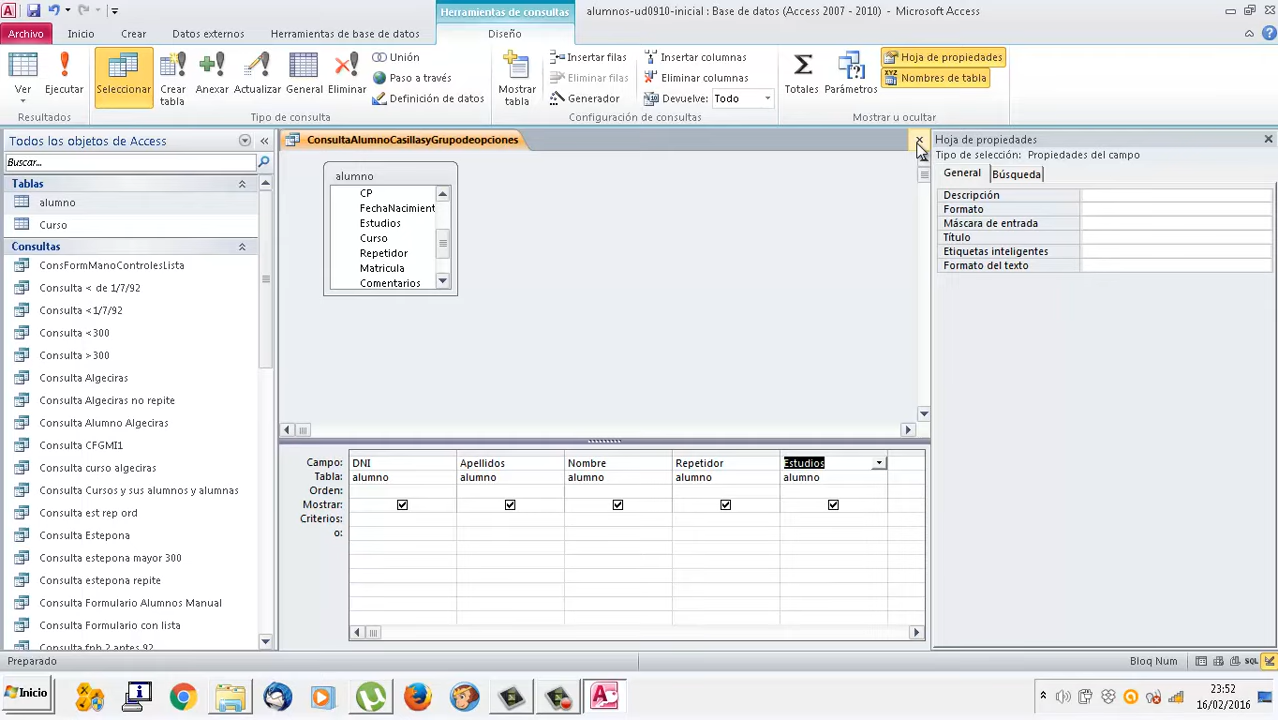 Herramientas de consultas
alumnos-ud0910-inicial : Base de datos (Access 2007 - 2010) - Microsoft Access
Archivo
Inicio
Crear
Datos externos
Herramientas de base de datos
Diseño
Ver
Ejecutar
Seleccionar
Crear tabla
Anexar
Actualizar
General
Eliminar
Unión
Paso a través
Definición de datos
Mostrar tabla
Insertar filas
Eliminar filas
Generador
Insertar columnas
Eliminar columnas
Devuelve: Todo
Totales
Parámetros
Hoja de propiedades
XYZ Nombres de tabla
Resultados
Tipo de consulta
Configuración de consultas
Mostrar u ocultar
Todos los objetos de Access
Buscar...
Tablas
alumno
Curso
Consultas
ConsFormManoControlesLista
Consulta < de 1/7/92
Consulta <1/7/92
Consulta <300
Consulta >300
Consulta Algeciras
Consulta Algeciras no repite
Consulta Alumno Algeciras
Consulta CFGMI1
Consulta curso algeciras
Consulta Cursos y sus alumnos:y_alumnas
Consulta est rep ord
Consulta Estepona
Consulta estepona mayor 300
Consulta estepona repite
Consulta Formulario Alumnos Manual
Consulta Formulario con lista
Consulta fnb 2 antes 92
ConsultaAlumnoCasillasyGrupodeopciones
alumno
CP
FechaNacimient
Estudios
Curso
Repetidor
Matricula
Comentarios
Campo: DNI Apellidos Nombre Repetidor Estudios
Tabla: alumno alumno alumno alumno alumno
Orden:
Mostrar:
Criterios:
o:
Hoja de propiedades
Tipo de selección: Propiedades del campo
General
Búsqueda
Descripción
Formato
Máscara de entrada
Título
Etiquetas inteligentes
Formato del texto
Preparado
Bloq Num
SQL
Inicio
23:52
16/02/2016